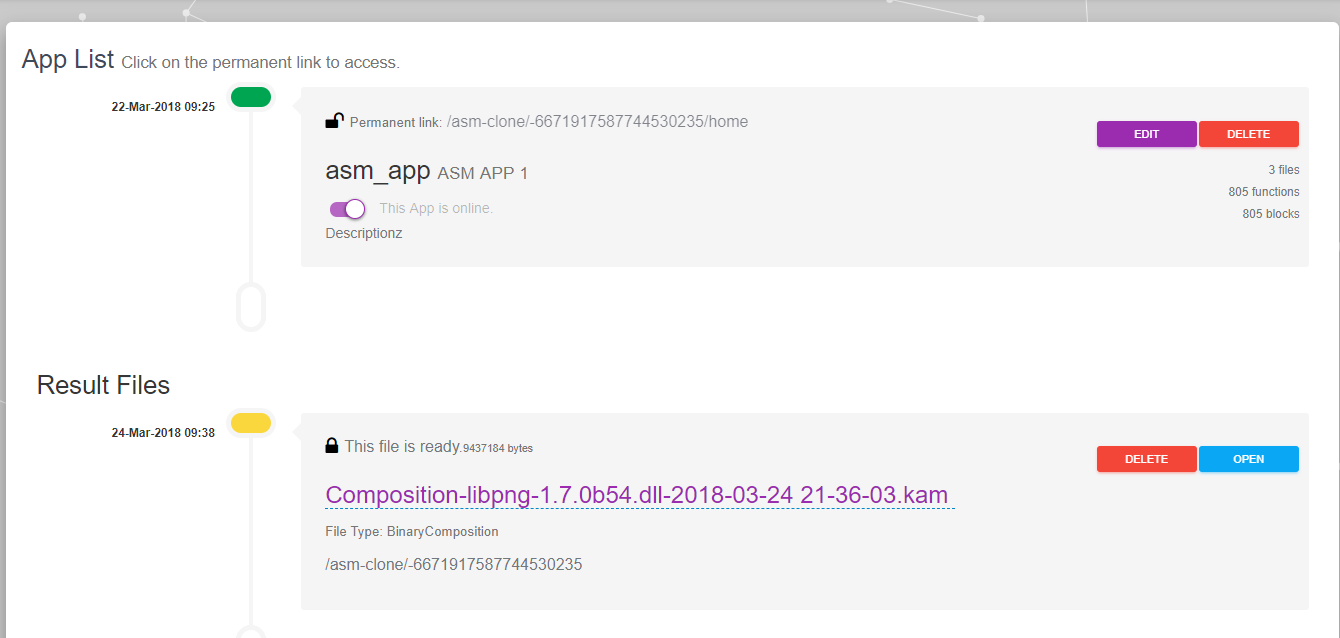 App List Click on the permanent link to access.
22-Mar-2018 09:25
Permanent link: /asm-clone/-6671917587744530235/home
EDIT DELETE
asm_app ASM APP 1
3 files
805 functions
This App is online.
805 blocks
Descriptionz
Result Files
24-Mar-2018 09:38
This file is ready.9437184 bytes
DELETE OPEN
Composition-libpng-1.7.0b54.dll-2018-03-24 21-36-03.kam
File Type: BinaryComposition
/asm-clone/-6671917587744530235